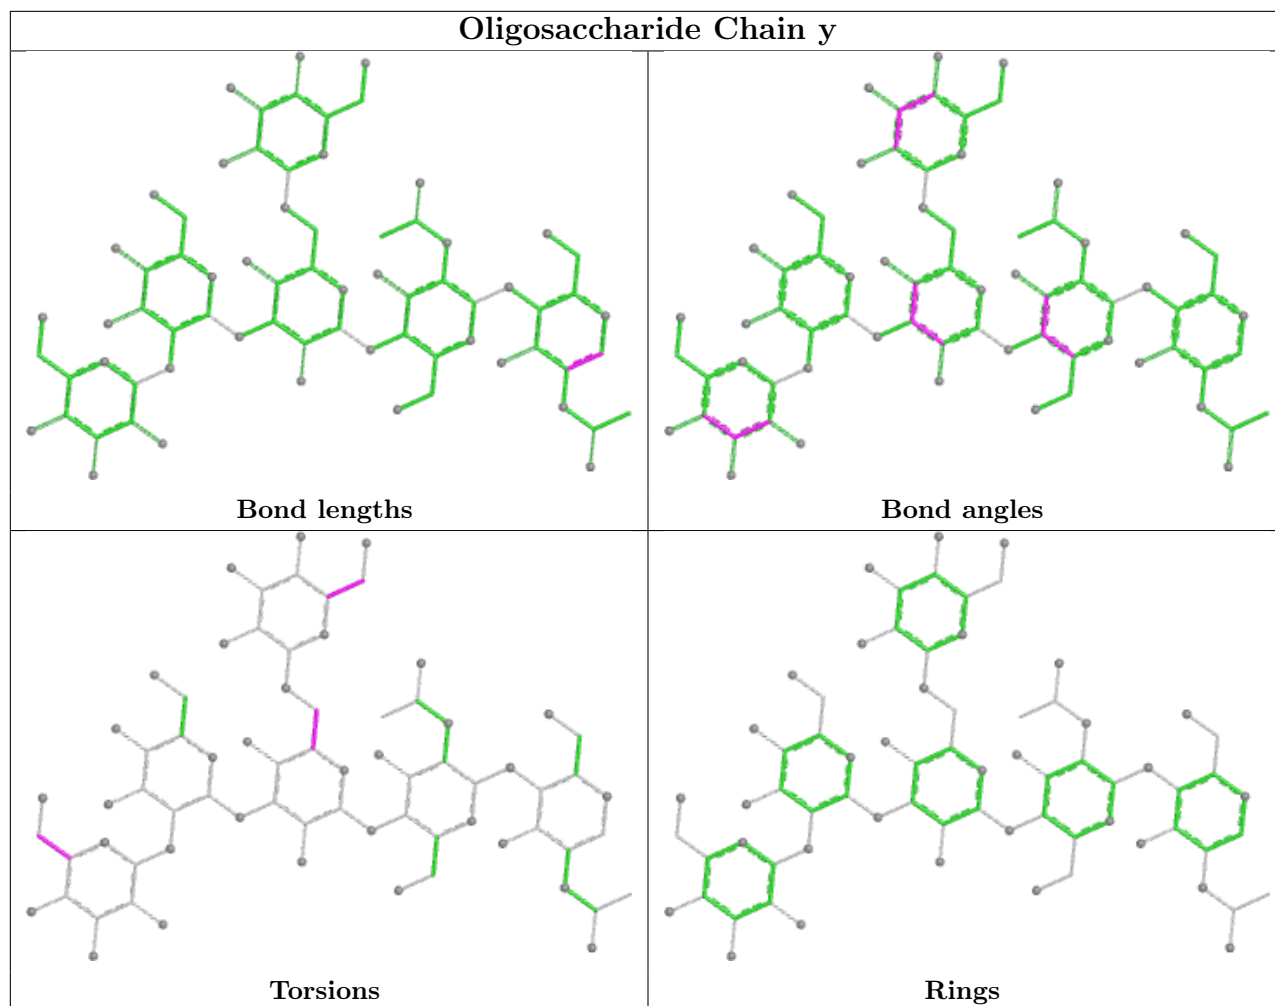 Oligosaccharide Chain y
Bond lengths
Bond angles
Torsions
Rings